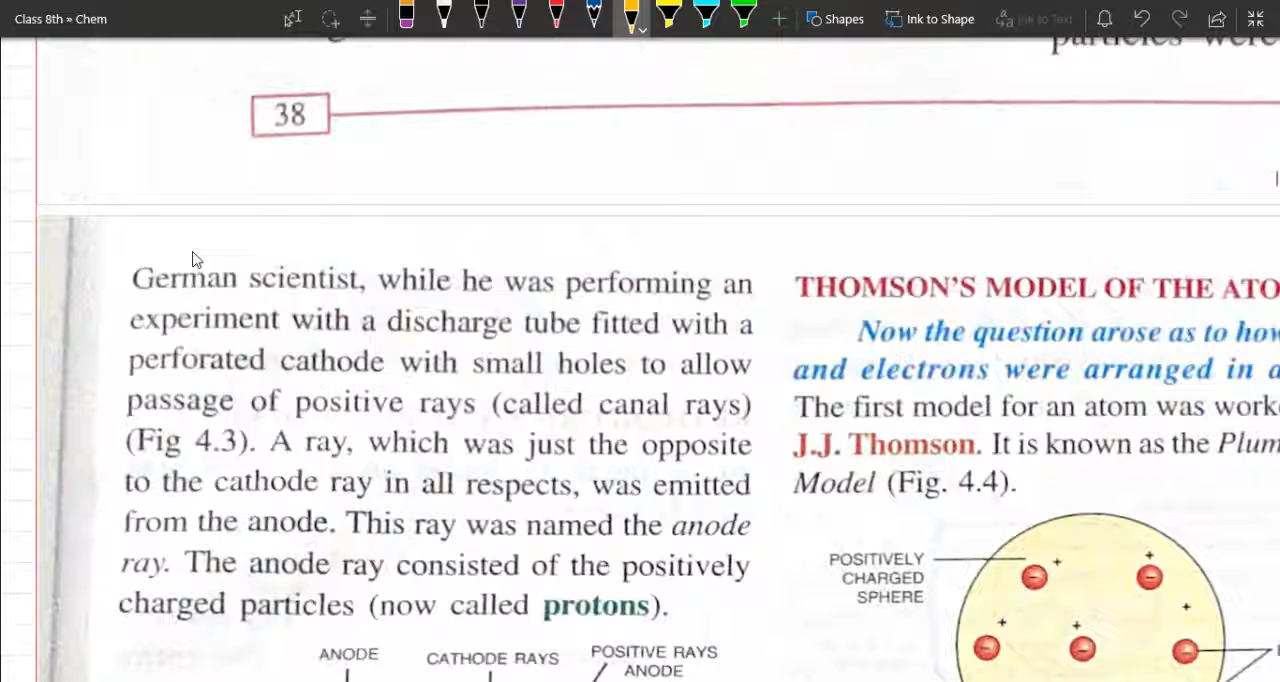 Class 8th » Chem
Shapes
Ink to Shape
Ink to Text
particles were
38
German scientist, while he was performing an
experiment with a discharge tube fitted with a
perforated cathode with small holes to allow
passage of positive rays (called canal rays)
(Fig 4.3). A ray, which was just the opposite
to the cathode ray in all respects, was emitted
from the anode. This ray was named the anode
ray. The anode ray consisted of the positively
charged particles (now called protons).
ANODE
CATHODE RAYS
POSITIVE RAYS
ANODE
THOMSON'S MODEL OF THE ATO
Now the question arose as to how
and electrons were arranged in a
The first model for an atom was work
J.J. Thomson. It is known as the Plum
Model (Fig. 4.4).
POSITIVELY
CHARGED
SPHERE